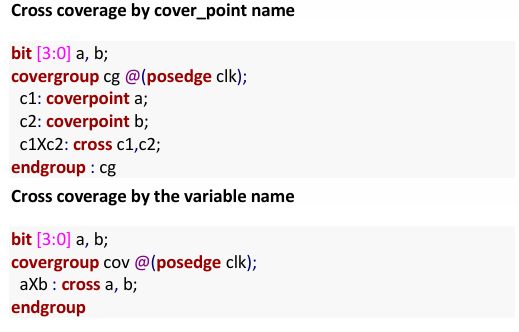 Cross coverage by cover_point name
bit [3:0] a, b;
covergroup cg @(posedge clk);
c1: coverpoint a;
c2: coverpoint b;
c1Xc2: cross c1,c2;
endgroup : cg
Cross coverage by the variable name
bit [3:0] a, b;
covergroup cov @(posedge clk);
aXb : cross a, b;
endgroup